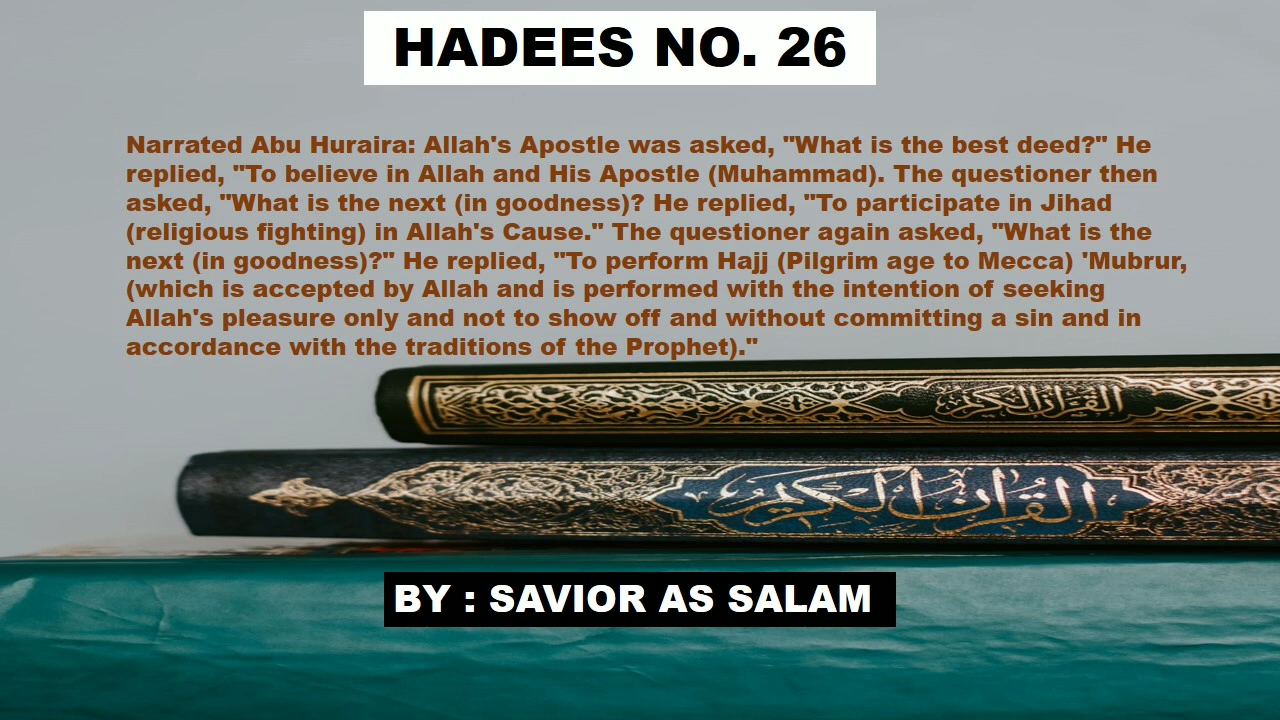 HADEES NO. 26
Narrated Abu Huraira: Allah's Apostle was asked, "What is the best deed?" He
replied, "To believe in Allah and His Apostle (Muhammad). The questioner then
asked, "What is the next (in goodness)? He replied, "To participate in Jihad
(religious fighting) in Allah's Cause." The questioner again asked, "What is the
next (in goodness)?" He replied, "To perform Hajj (Pilgrim age to Mecca) 'Mubrur,
(which is accepted by Allah and is performed with the intention of seeking
Allah's pleasure only and not to show off and without committing a sin and in
accordance with the traditions of the Prophet)."
القرآن الكريم
القرآن الكريم
BY : SAVIOR AS SALAM